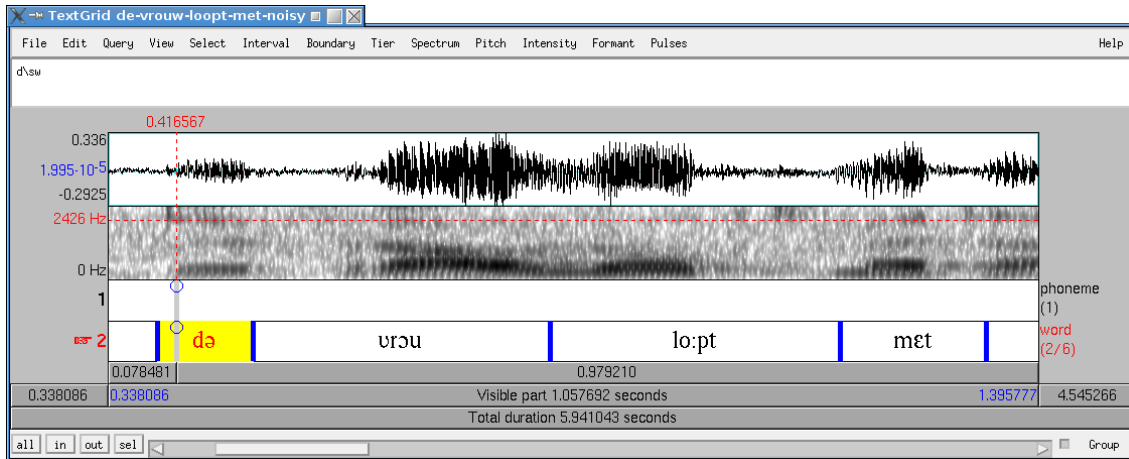 TextGrid de-vrouw-loopt-met-noisy
File Edit Query View Select Interval Boundary Tier Spectrum Pitch Intensity Formant Pulses Help
d\sw
0.416567
0.336
1.995·10-5
-0.2925
2426 Hz
0 Hz
1
phoneme
(1)
2 də ʋrɔu lo:pt mɛt
word
(2/6)
0.078481 0.979210
0.338086 0.338086 Visible part 1.057692 seconds 1.395777 4.545266
Total duration 5.941043 seconds
all in out sel Group